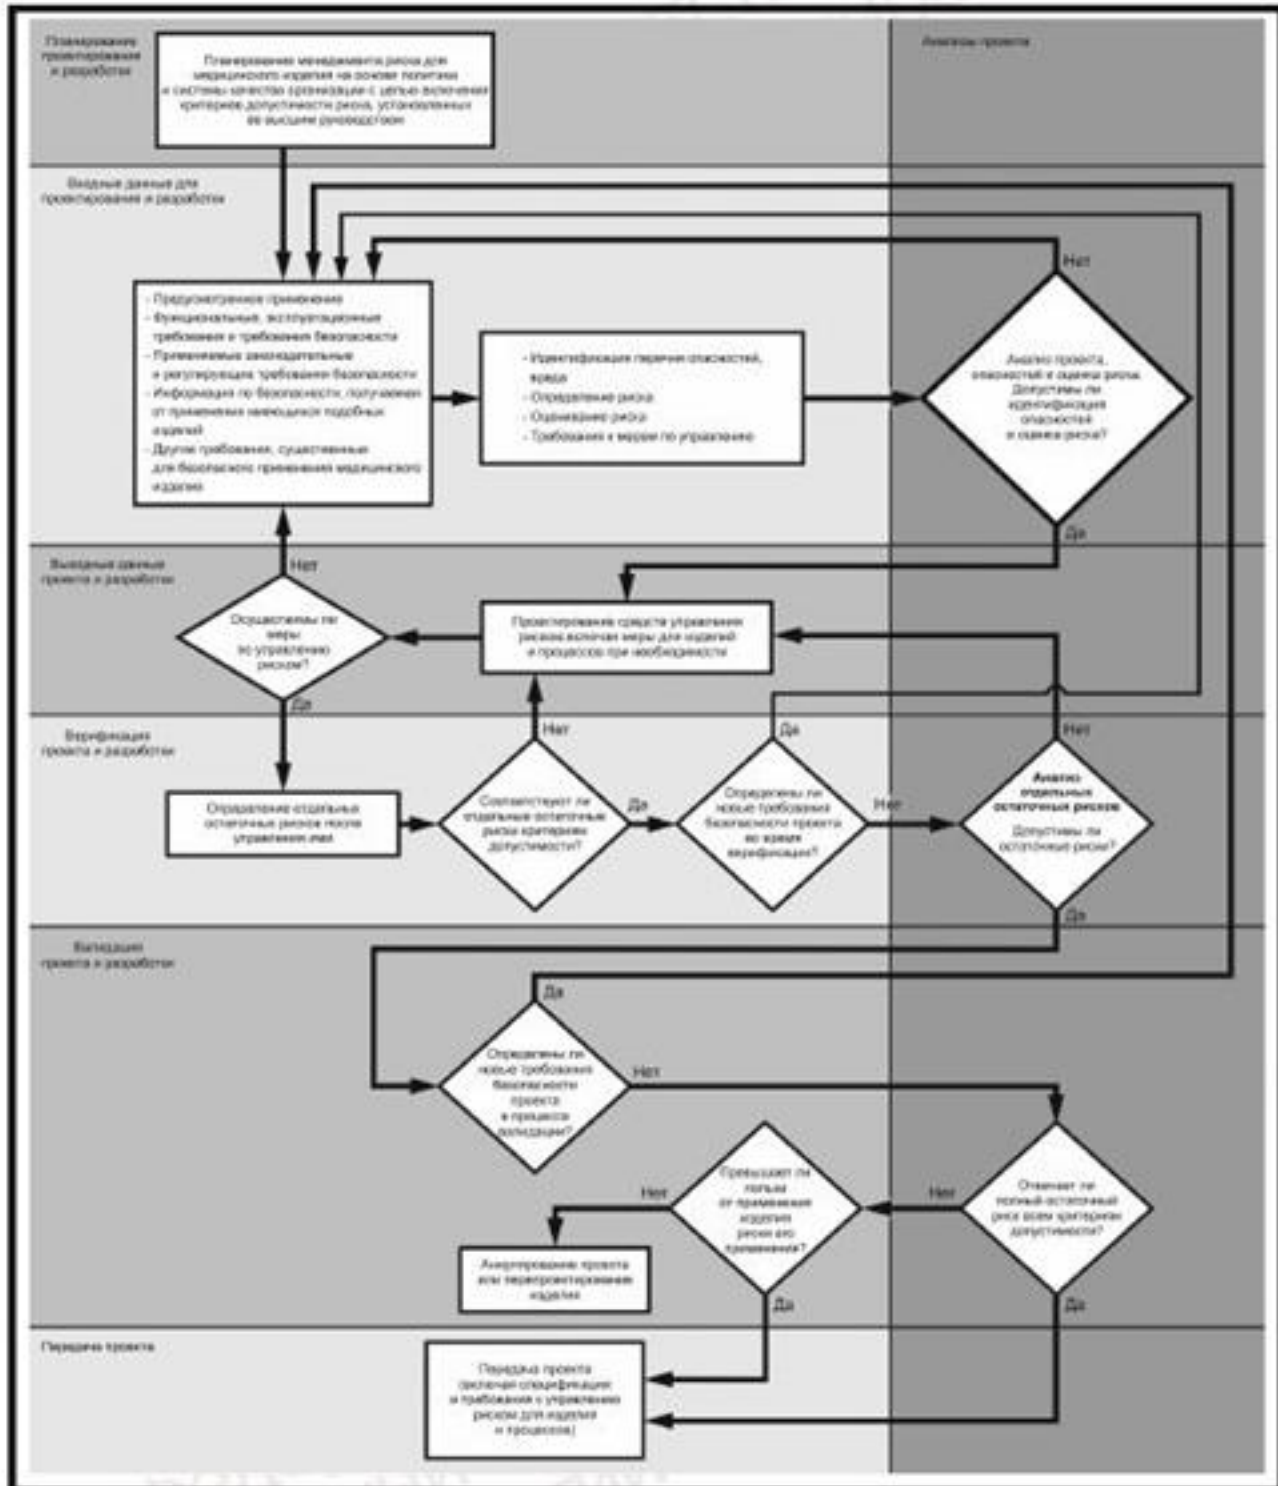 Планирование
проектирования
и разработки
Анализы проекта
Планирование менеджмента риска для
медицинского изделия на основе политики
и системы качества организации с целью включения
критериев допустимости риска, установленных
ее высшим руководством
Входные данные для
проектирования и разработки
Нет
- Предусмотренное применение
- Функциональные, эксплуатационные
требования и требования безопасности
- Применяемые законодательные
и регулирующие требования безопасности
- Информация по безопасности, получаемая
от применения имеющихся подобных
изделий
- Другие требования, существенные
для безопасного применения медицинского
изделия
- Идентификация перечня опасностей,
вреда
- Определение риска
- Оценивание риска
- Требования к мерам по управлению
Анализ проекта,
опасностей и оценка риска.
Допустимы ли
идентификация
опасностей
и оценка риска?
Да
Выходные данные
проекта и разработки
Нет
Осуществимы ли
меры
по управлению
риском?
Да
Проектирование средств управления
риском включая меры для изделий
и процессов при необходимости
Верификация
проекта и разработки
Нет
Да
Нет
Определение отдельных
остаточных рисков после
управления ими
Соответствуют ли
отдельные остаточные
риски критериям
допустимости?
Да
Определены ли
новые требования
безопасности проекта
во время
верификации?
Нет
Анализ
отдельных
остаточных рисков
Допустимы ли
остаточные риски?
Да
Валидация
проекта и разработки
Да
Определены ли
новые требования
безопасности
проекта
в процессе
валидации?
Нет
Превышает ли
польза
от применения
изделия
риски его
применения?
Нет
Нет
Отвечает ли
полный остаточный
риск всем критериям
допустимости?
Аннулирование проекта
или перепроектирование
изделия
Да
Да
Передача проекта
Передача проекта
(включая спецификации
и требования к управлению
риском для изделия
и процессов)